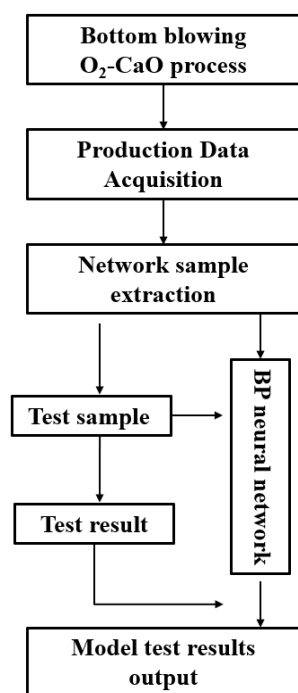 Bottom blowing
O₂-CaO process
Production Data
Acquisition
Network sample
extraction
Test sample
BP neural network
Test result
Model test results
output